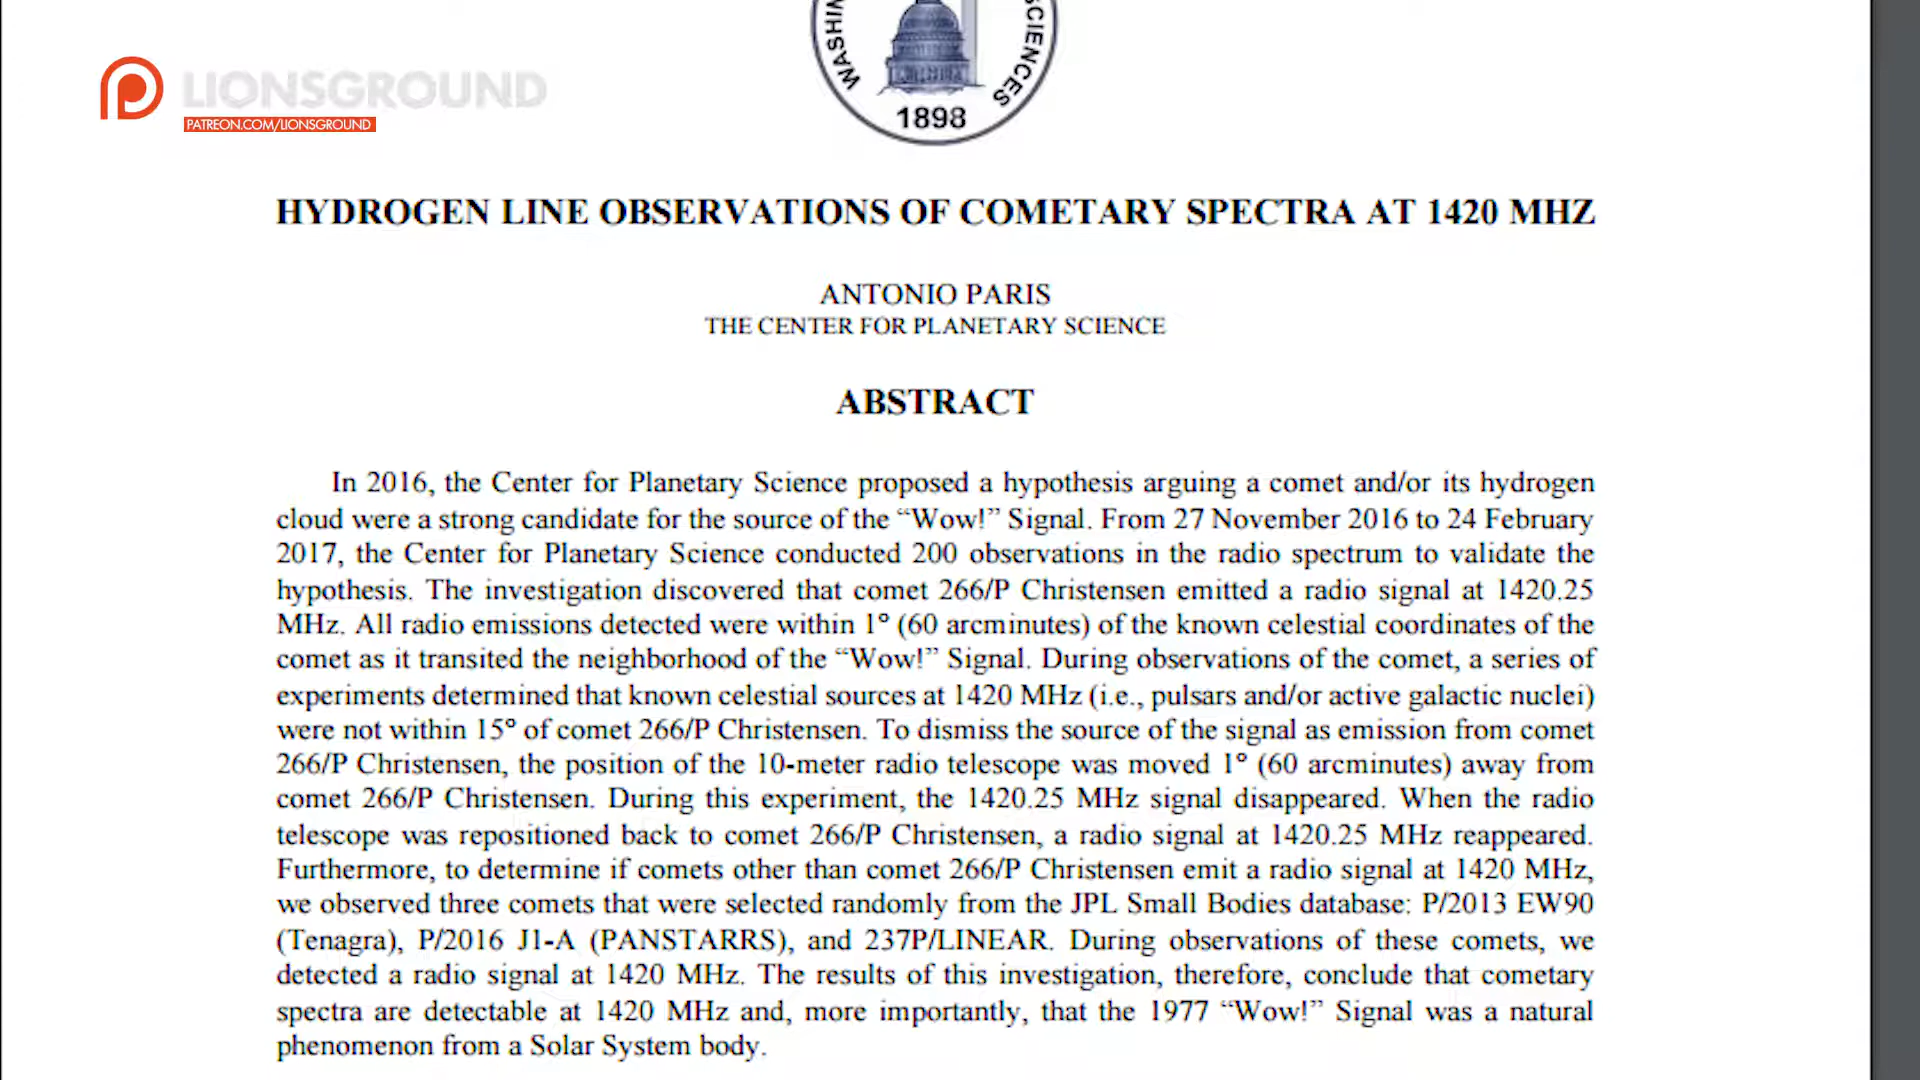 LIONSGROUND
PATREON.COM/LIONSGROUND
1898
HYDROGEN LINE OBSERVATIONS OF COMETARY SPECTRA AT 1420 MHZ
ANTONIO PARIS
THE CENTER FOR PLANETARY SCIENCE
ABSTRACT
In 2016, the Center for Planetary Science proposed a hypothesis arguing a comet and/or its hydrogen
cloud were a strong candidate for the source of the “Wow!” Signal. From 27 November 2016 to 24 February
2017, the Center for Planetary Science conducted 200 observations in the radio spectrum to validate the
hypothesis. The investigation discovered that comet 266/P Christensen emitted a radio signal at 1420.25
MHz. All radio emissions detected were within 1° (60 arcminutes) of the known celestial coordinates of the
comet as it transited the neighborhood of the “Wow!” Signal. During observations of the comet, a series of
experiments determined that known celestial sources at 1420 MHz (i.e., pulsars and/or active galactic nuclei)
were not within 15° of comet 266/P Christensen. To dismiss the source of the signal as emission from comet
266/P Christensen, the position of the 10-meter radio telescope was moved 1° (60 arcminutes) away from
comet 266/P Christensen. During this experiment, the 1420.25 MHz signal disappeared. When the radio
telescope was repositioned back to comet 266/P Christensen, a radio signal at 1420.25 MHz reappeared.
Furthermore, to determine if comets other than comet 266/P Christensen emit a radio signal at 1420 MHz,
we observed three comets that were selected randomly from the JPL Small Bodies database: P/2013 EW90
(Tenagra), P/2016 J1-A (PANSTARRS), and 237P/LINEAR. During observations of these comets, we
detected a radio signal at 1420 MHz. The results of this investigation, therefore, conclude that cometary
spectra are detectable at 1420 MHz and, more importantly, that the 1977 “Wow!” Signal was a natural
phenomenon from a Solar System body.